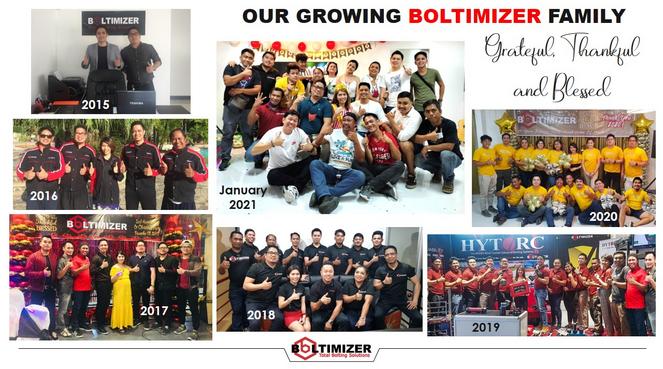 OUR GROWING BOLTIMIZER FAMILY
Grateful, Thankful
and Blessed
BOLTIMIZER
2015
2016
BOLTIMIZER
2017
January
2021
2018
BOLTIMIZER
2020
HYTORC
2019
BOLTIMIZER
Total Bolting Solutions